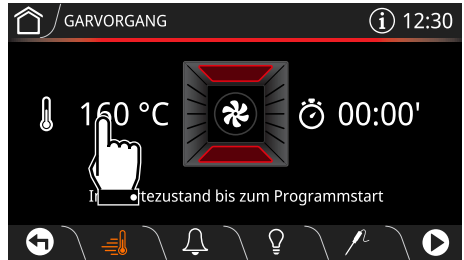 GARVORGANG
i 12:30
160 °C
00:00'
bis zum Programmstart